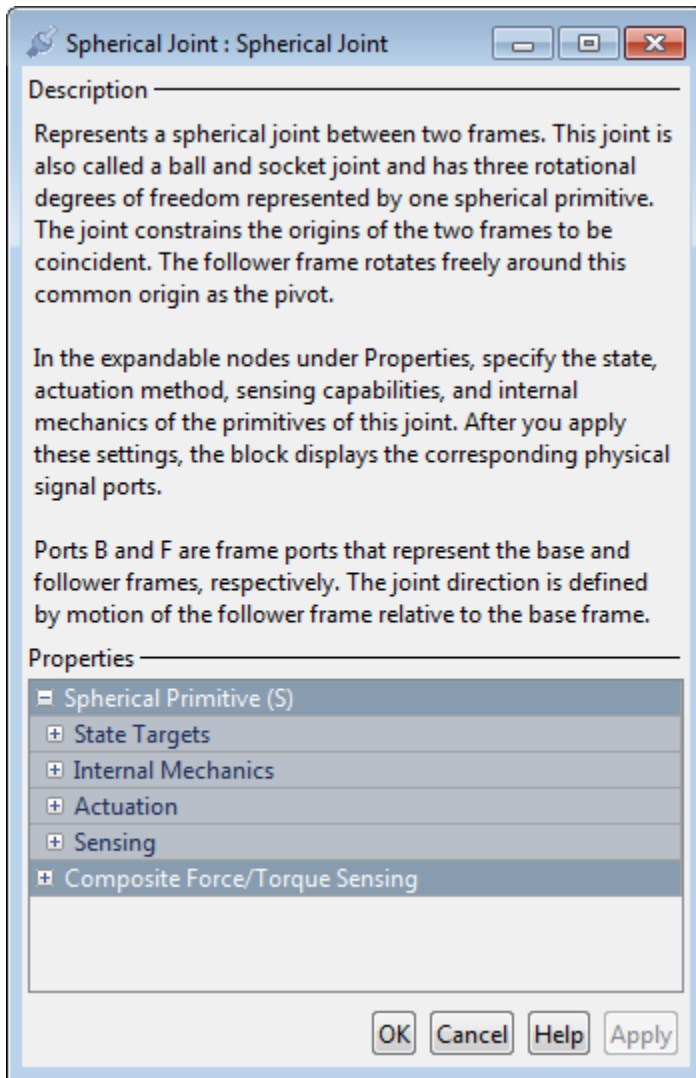 Spherical Joint : Spherical Joint
Description
Represents a spherical joint between two frames. This joint is
also called a ball and socket joint and has three rotational
degrees of freedom represented by one spherical primitive.
The joint constrains the origins of the two frames to be
coincident. The follower frame rotates freely around this
common origin as the pivot.
In the expandable nodes under Properties, specify the state,
actuation method, sensing capabilities, and internal
mechanics of the primitives of this joint. After you apply
these settings, the block displays the corresponding physical
signal ports.
Ports B and F are frame ports that represent the base and
follower frames, respectively. The joint direction is defined
by motion of the follower frame relative to the base frame.
Properties
Spherical Primitive (S)
State Targets
Internal Mechanics
Actuation
Sensing
Composite Force/Torque Sensing
OK Cancel Help Apply